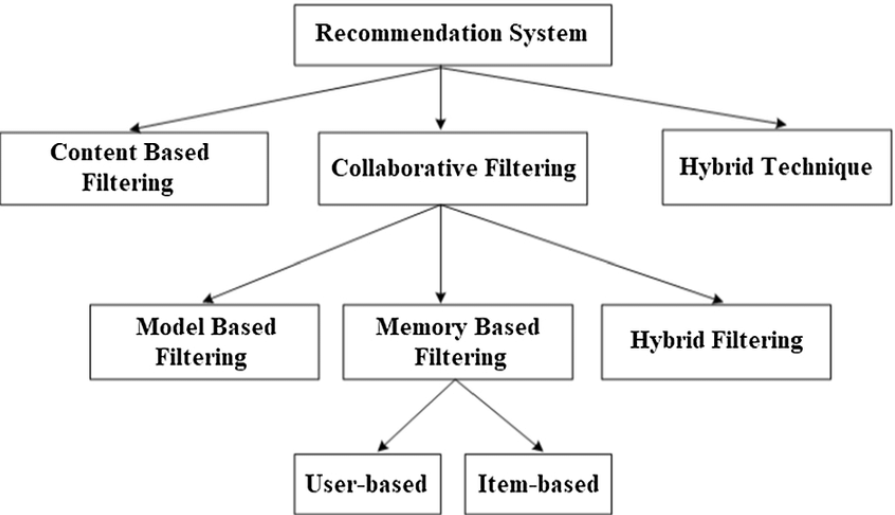 Recommendation System
Content Based
Filtering
Collaborative Filtering
Hybrid Technique
Model Based
Filtering
Memory Based
Filtering
Hybrid Filtering
User-based
Item-based